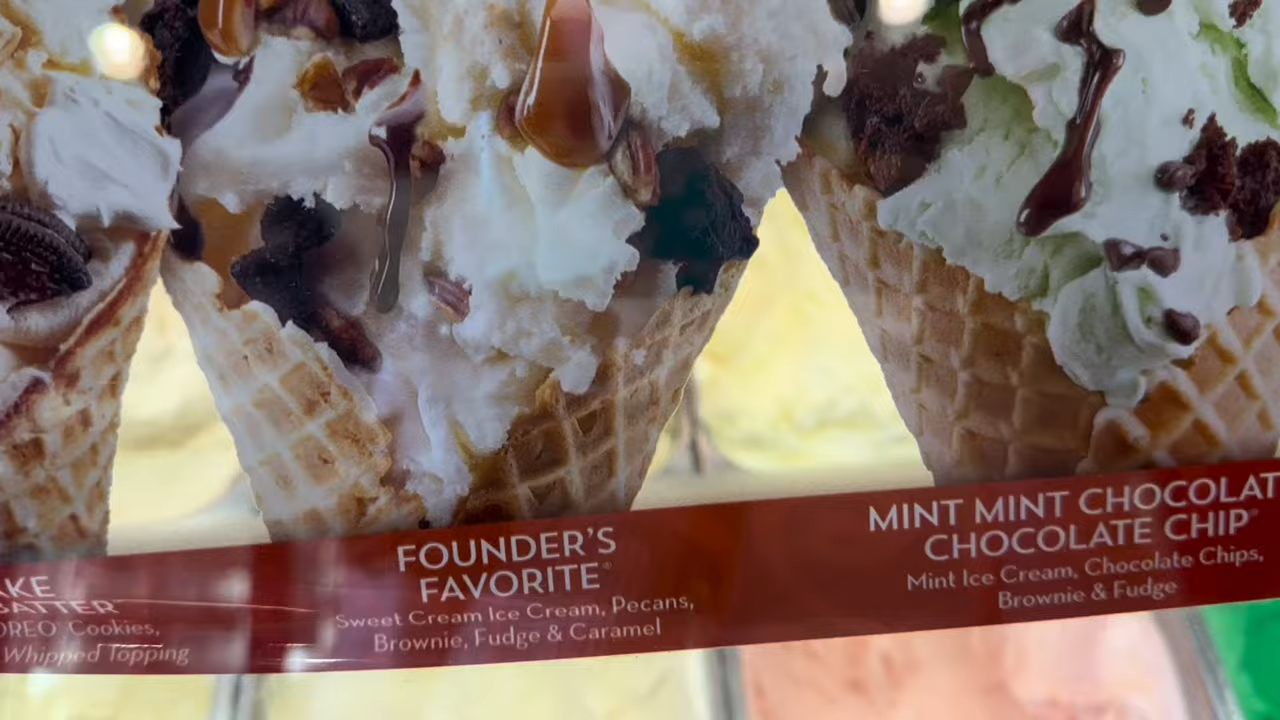 AKE
BATTER
OREO Cookies,
Whipped Topping
FOUNDER'S
FAVORITE®
Sweet Cream Ice Cream, Pecans,
Brownie, Fudge & Caramel
MINT MINT CHOCOLAT
CHOCOLATE CHIP®
Mint Ice Cream, Chocolate Chips,
Brownie & Fudge